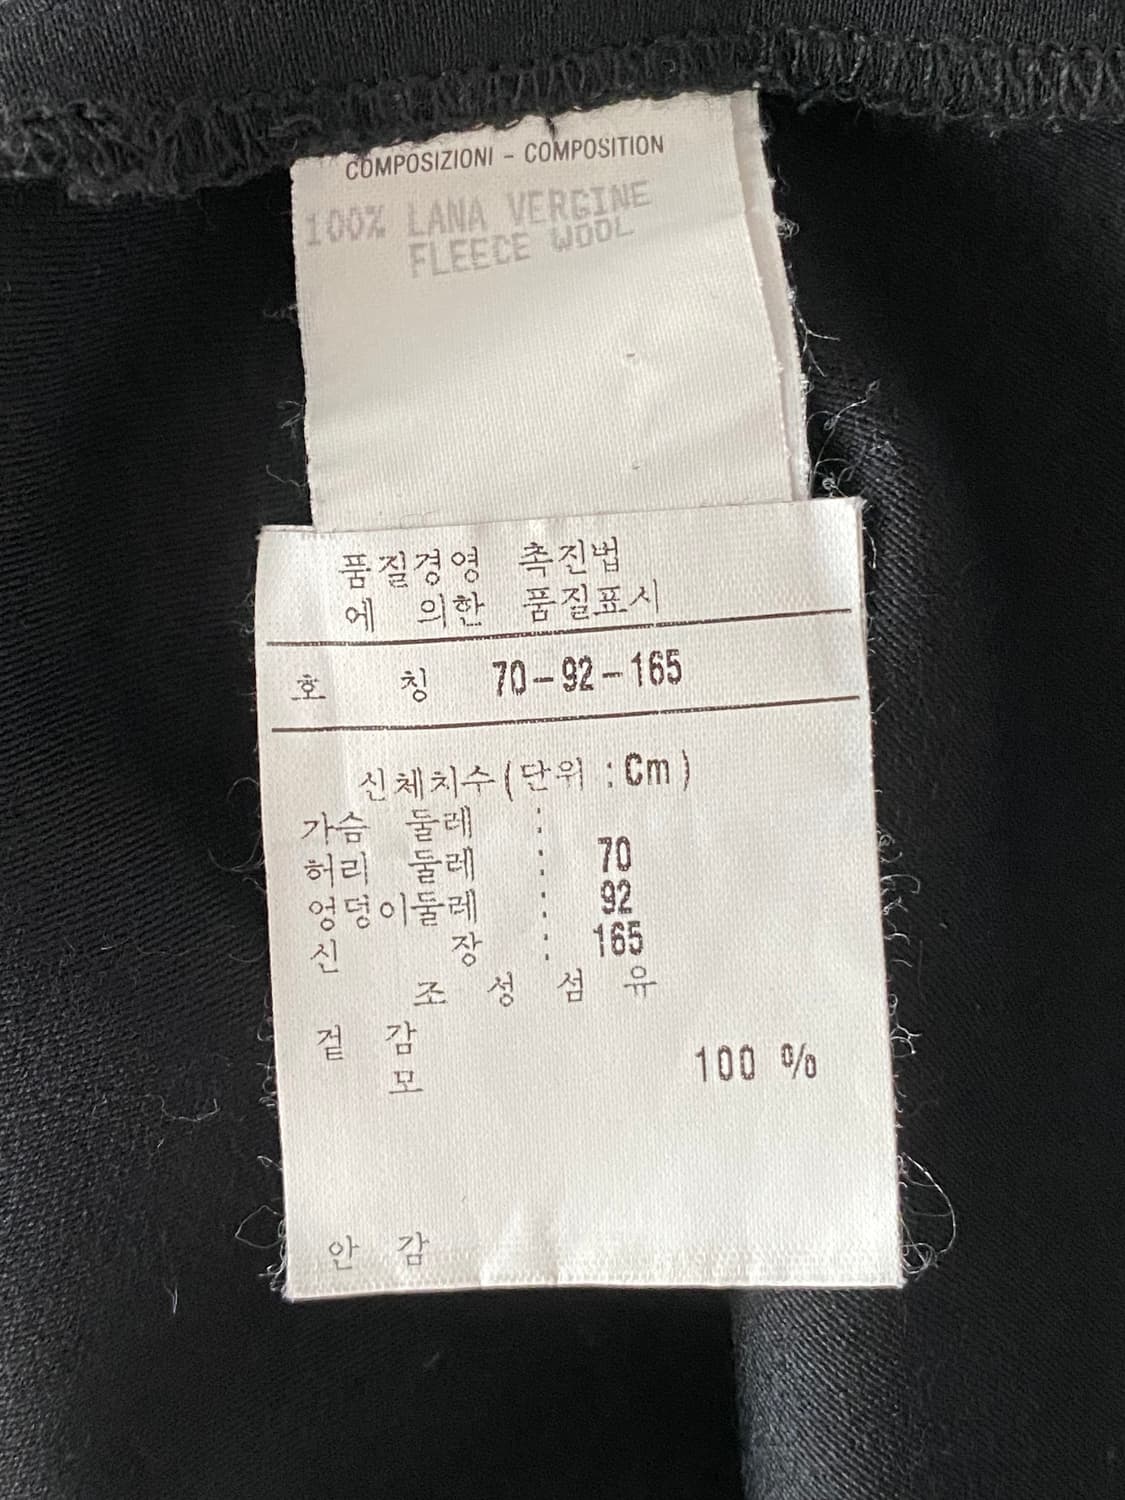 COMPOSIZIONI - COMPOSITION
100% LANA VERGINE
FLEECE WOOL
품질경영 촉진법
에 의한 품질표시
호 칭 70-92-165
신체치수(단위 : Cm)
가슴 둘레 :
허리 둘레 : 70
엉덩이둘레 : 92
신 장 : 165
조 성 섬 유
겉 감
모 100 %
안 감